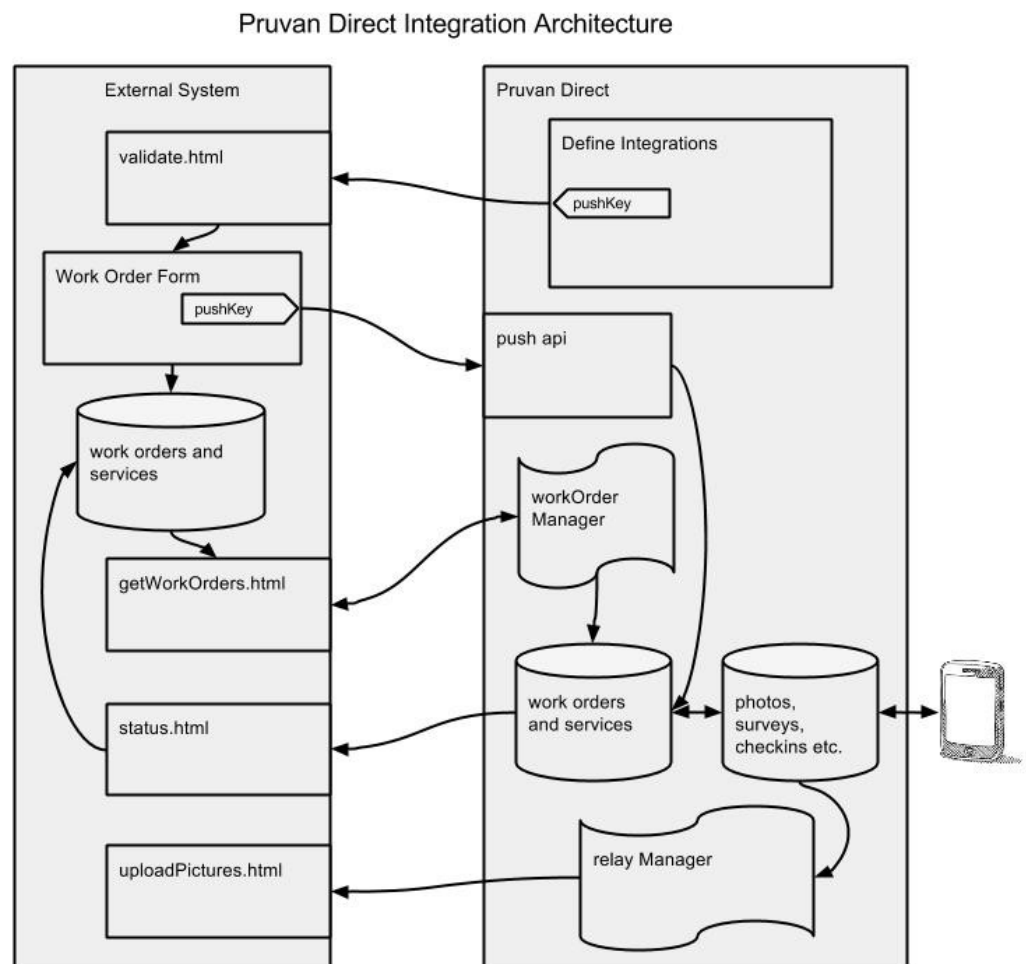 Pruvan Direct Integration Architecture
External System
validate.html
Work Order Form
pushKey
work orders and
services
getWorkOrders.html
status.html
uploadPictures.html
Pruvan Direct
Define Integrations
pushKey
push api
workOrder
Manager
work orders
and services
photos,
surveys,
checkins etc.
relay Manager